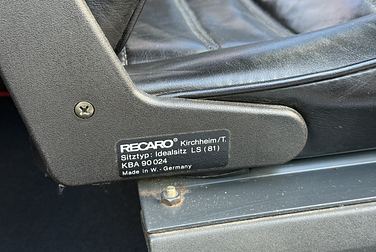 RECARO® Kirchheim/T.
Sitztyp: Idealsitz LS (81)
KBA 90 024
Made in W.-Germany